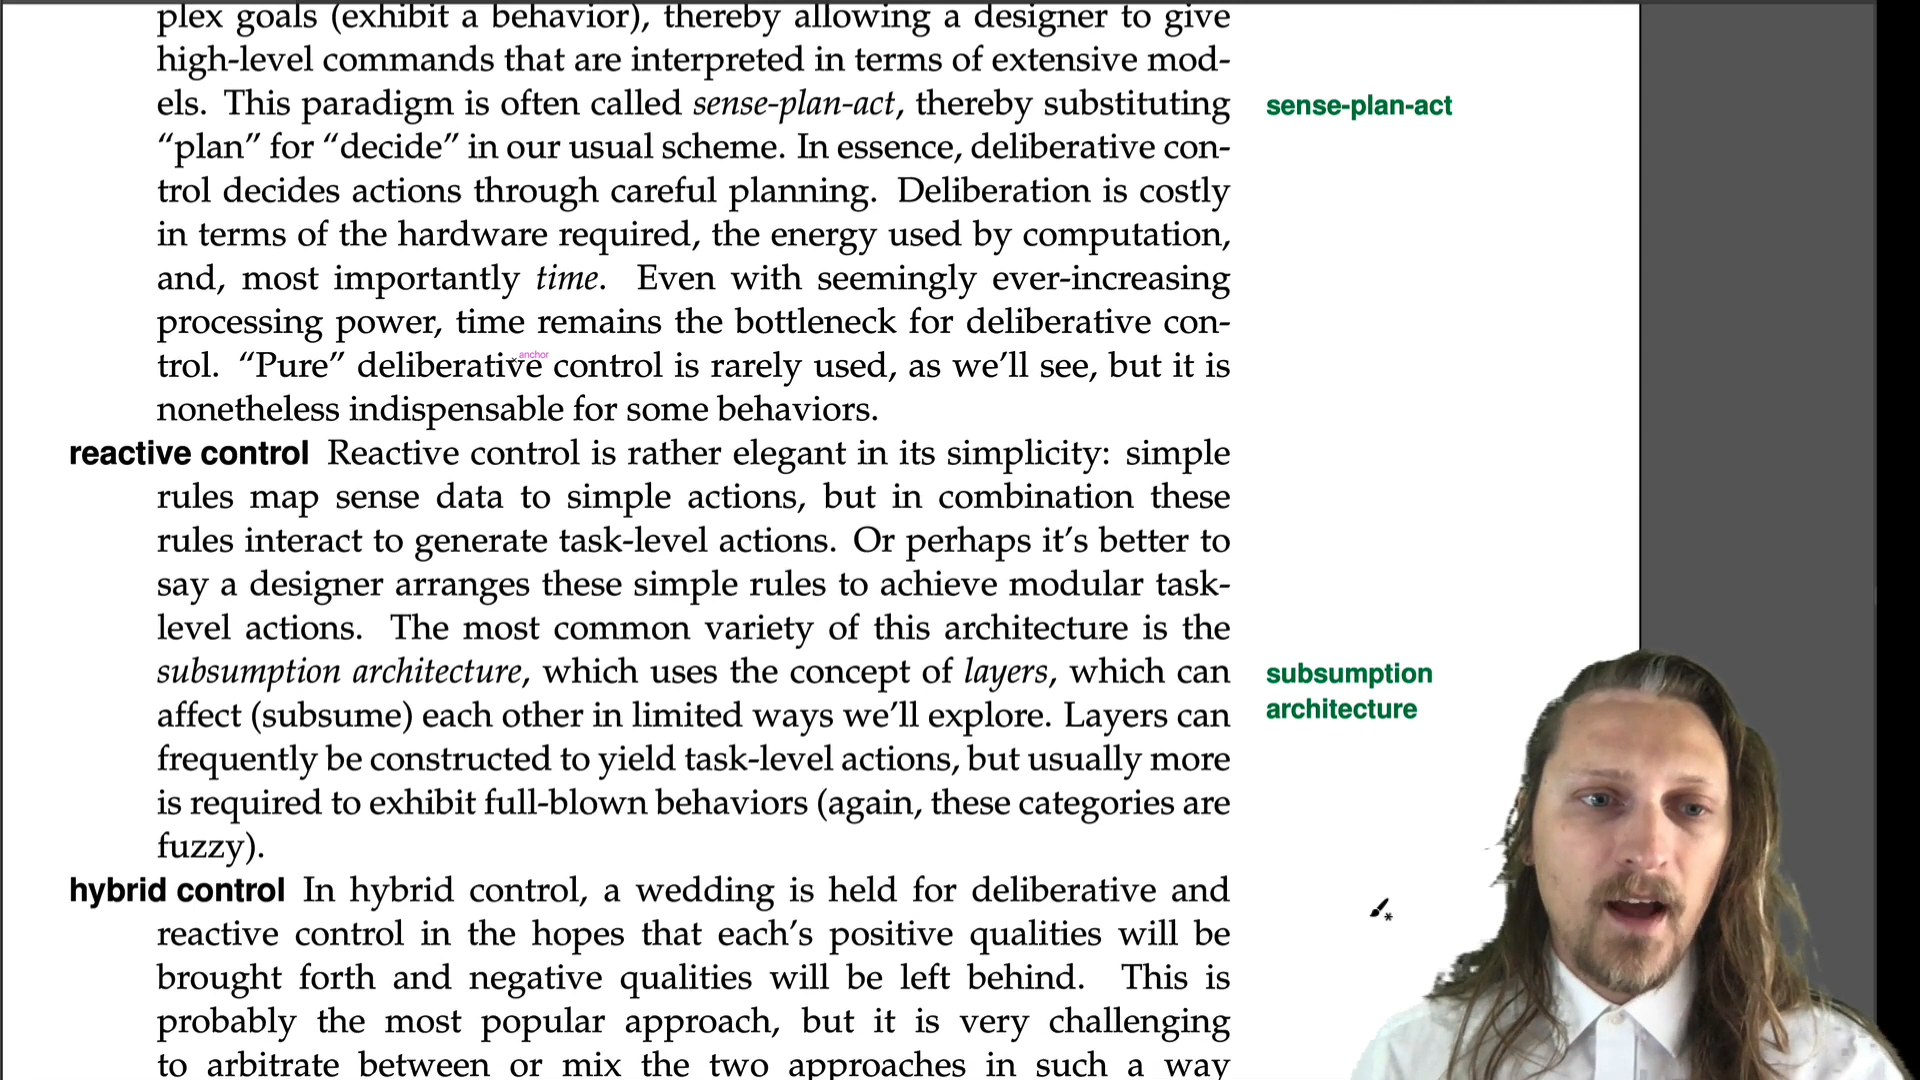 plex goals (exhibit a behavior), thereby allowing a designer to give
high-level commands that are interpreted in terms of extensive mod-
els. This paradigm is often called sense-plan-act, thereby substituting
sense-plan-act
“plan” for “decide” in our usual scheme. In essence, deliberative con-
trol decides actions through careful planning. Deliberation is costly
in terms of the hardware required, the energy used by computation,
and, most importantly time. Even with seemingly ever-increasing
processing power, time remains the bottleneck for deliberative con-
anchor
trol. “Pure” deliberative control is rarely used, as we’ll see, but it is
nonetheless indispensable for some behaviors.
reactive control Reactive control is rather elegant in its simplicity: simple
rules map sense data to simple actions, but in combination these
rules interact to generate task-level actions. Or perhaps it’s better to
say a designer arranges these simple rules to achieve modular task-
level actions. The most common variety of this architecture is the
subsumption architecture, which uses the concept of layers, which can
subsumption
architecture
affect (subsume) each other in limited ways we’ll explore. Layers can
frequently be constructed to yield task-level actions, but usually more
is required to exhibit full-blown behaviors (again, these categories are
fuzzy).
hybrid control In hybrid control, a wedding is held for deliberative and
reactive control in the hopes that each’s positive qualities will be
brought forth and negative qualities will be left behind. This is
probably the most popular approach, but it is very challenging
to arbitrate between or mix the two approaches in such a way